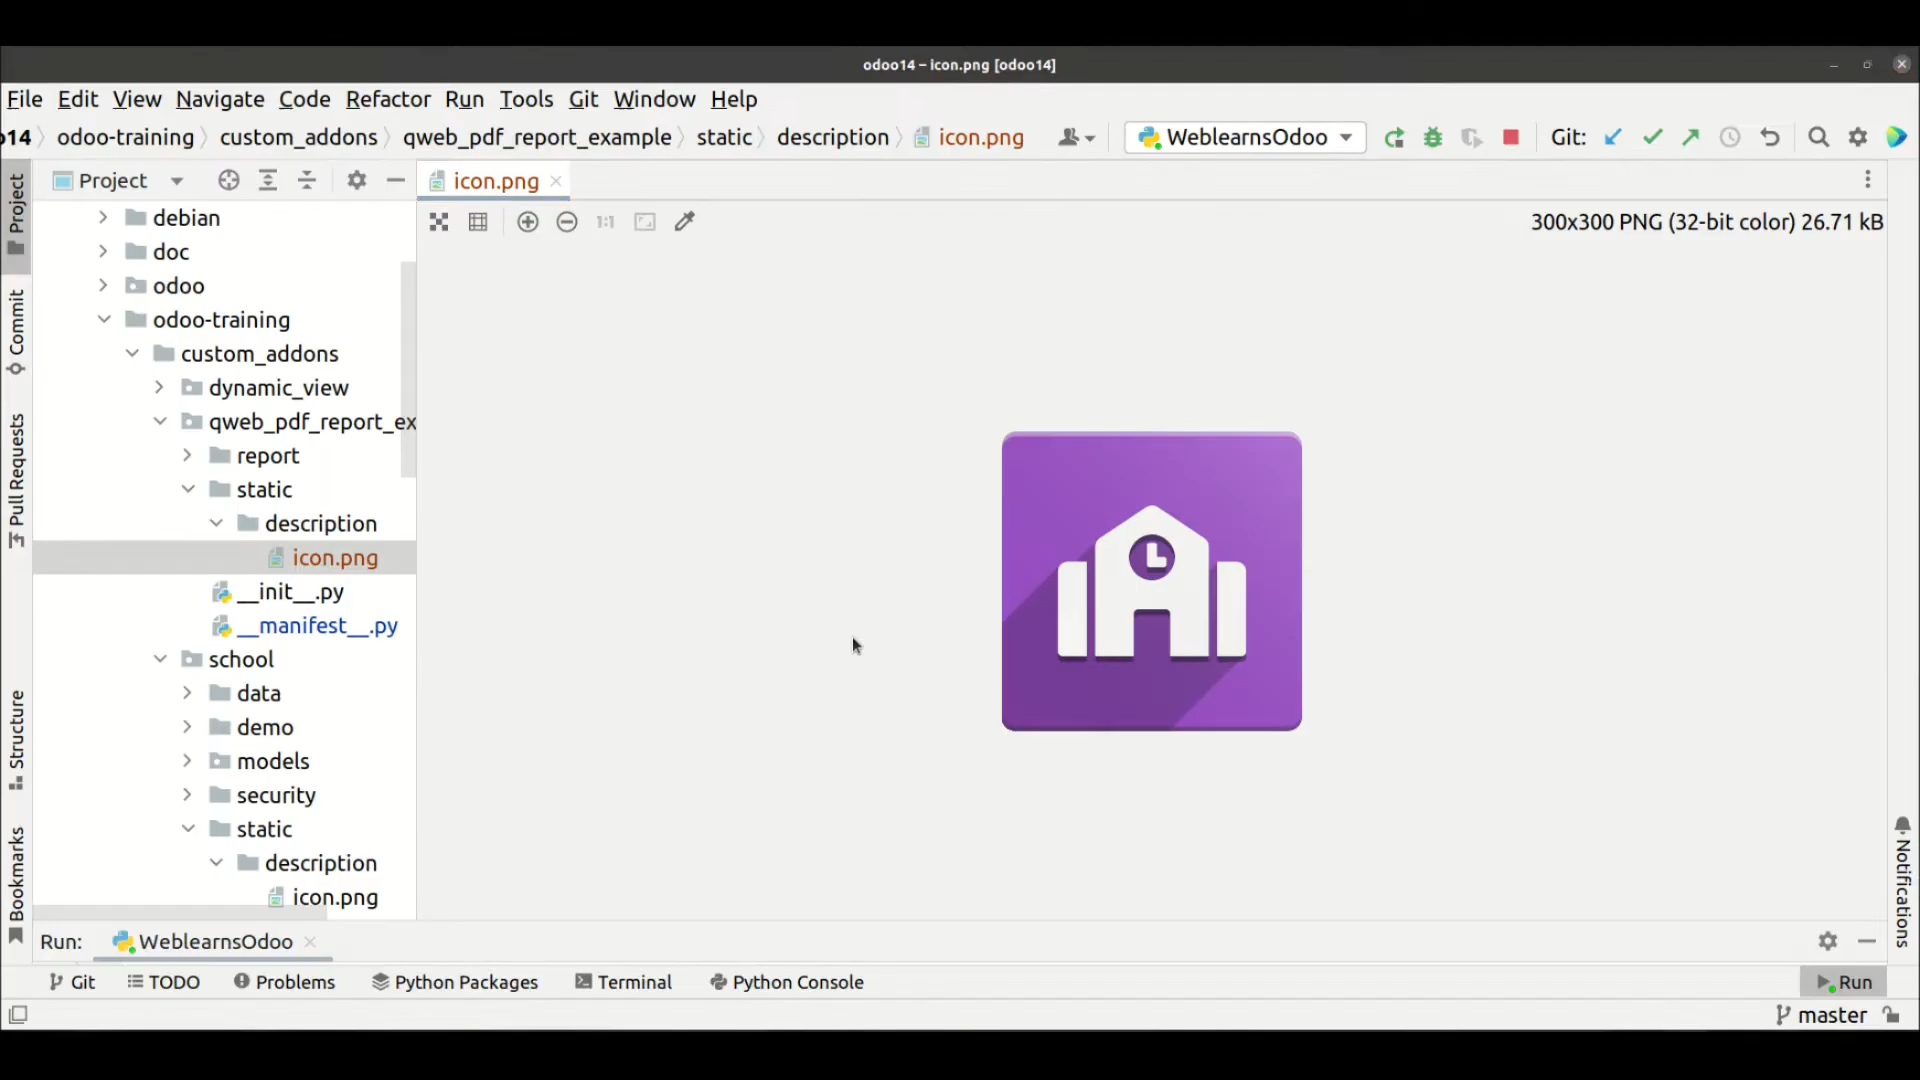 odoo14 – icon.png [odoo14]
File Edit View Navigate Code Refactor Run Tools Git Window Help
o14 odoo-training custom_addons qweb_pdf_report_example static description icon.png WeblearnsOdoo Git:
Project icon.png
300x300 PNG (32-bit color) 26.71 kB
debian
doc
odoo
odoo-training
custom_addons
dynamic_view
qweb_pdf_report_ex
report
static
description
icon.png
__init__.py
__manifest__.py
school
data
demo
models
security
static
description
icon.png
Project
Commit
Pull Requests
Structure
Bookmarks
Notifications
Run: WeblearnsOdoo
Git TODO Problems Python Packages Terminal Python Console Run
master